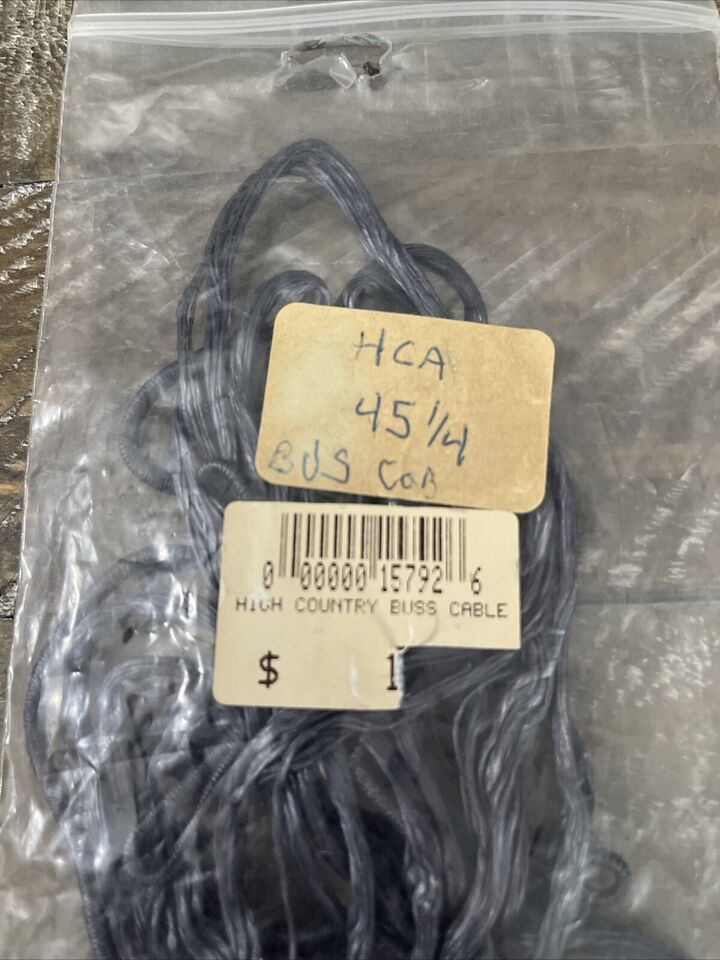 HCA
45 1/4
BUS CaB
0 00000 15792 6
HIGH COUNTRY BUSS CABLE
$ 1